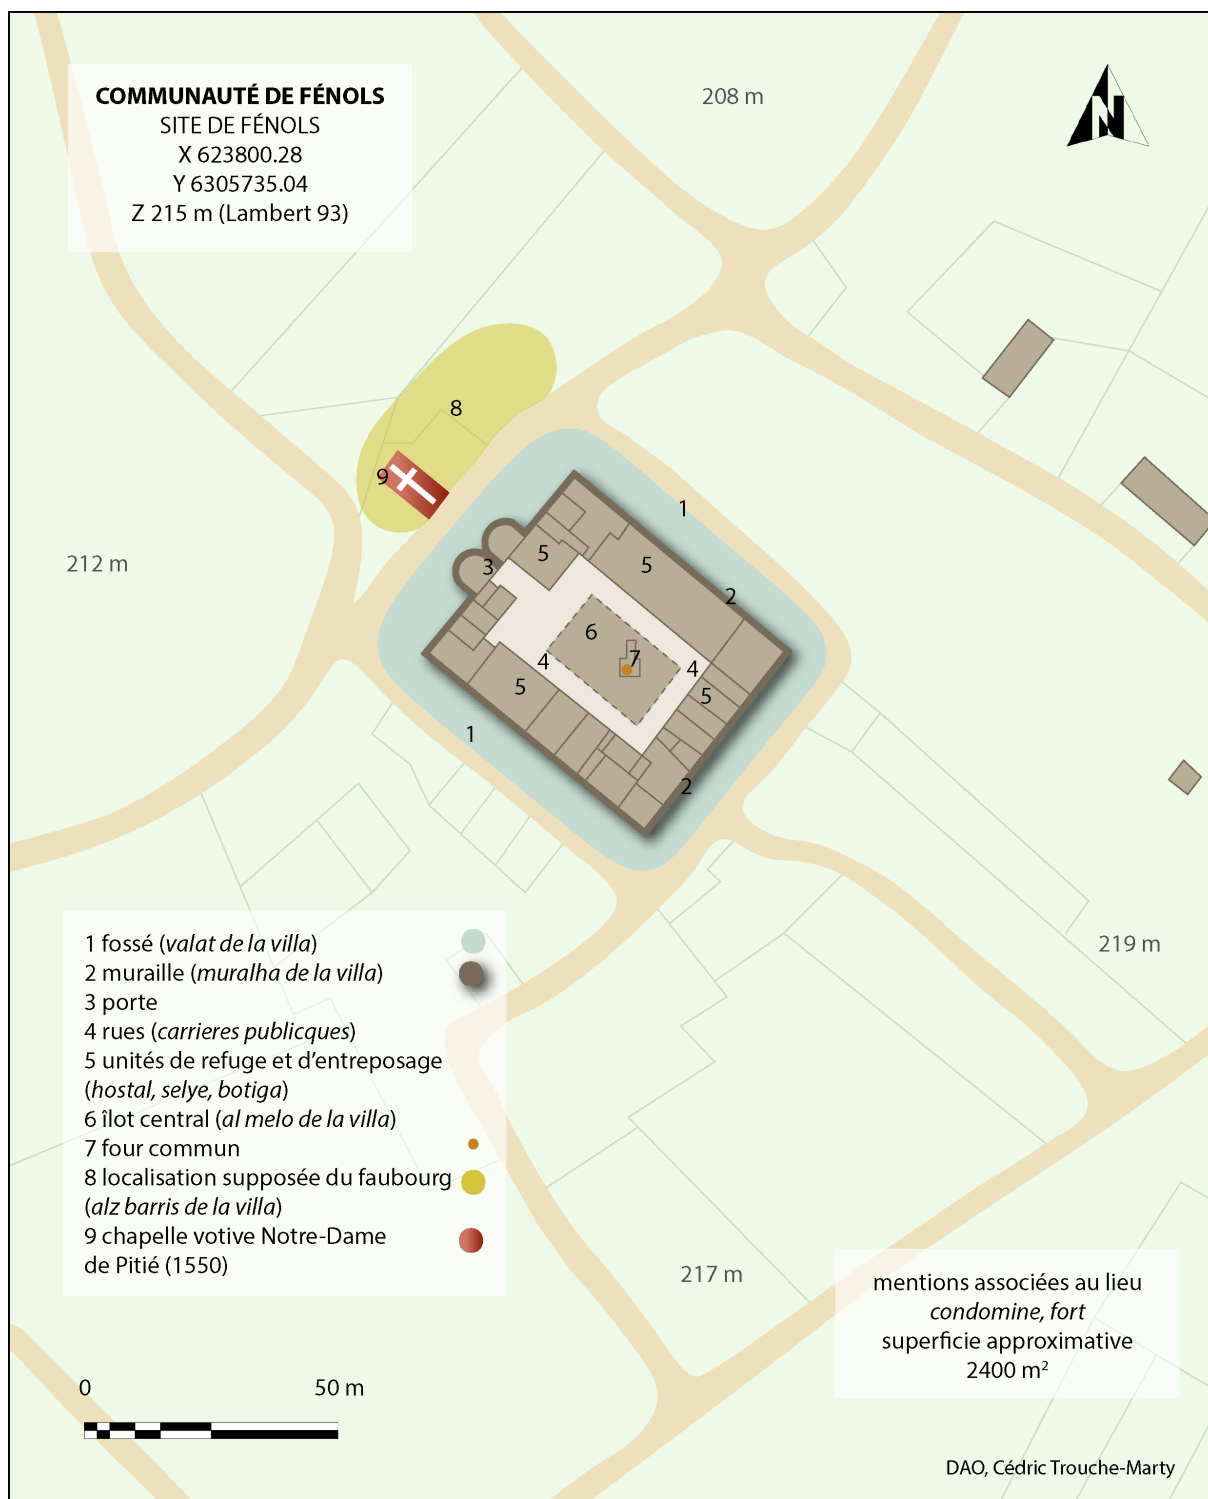 COMMUNAUTÉ DE FÉNOLS
SITE DE FÉNOLS
X 623800.28
Y 6305735.04
Z 215 m (Lambert 93)
208 m
N
8
9
1
5
5
2
3
212 m
6
7
4
4
5
5
1
2
219 m
1 fossé (valat de la villa)
2 muraille (muralha de la villa)
3 porte
4 rues (carrieres publicques)
5 unités de refuge et d'entreposage
(hostal, selye, botiga)
6 îlot central (al melo de la villa)
7 four commun
8 localisation supposée du faubourg
(alz barris de la villa)
9 chapelle votive Notre-Dame
de Pitié (1550)
217 m
mentions associées au lieu
condomine, fort
superficie approximative
2400 m²
0 50 m
DAO, Cédric Trouche-Marty